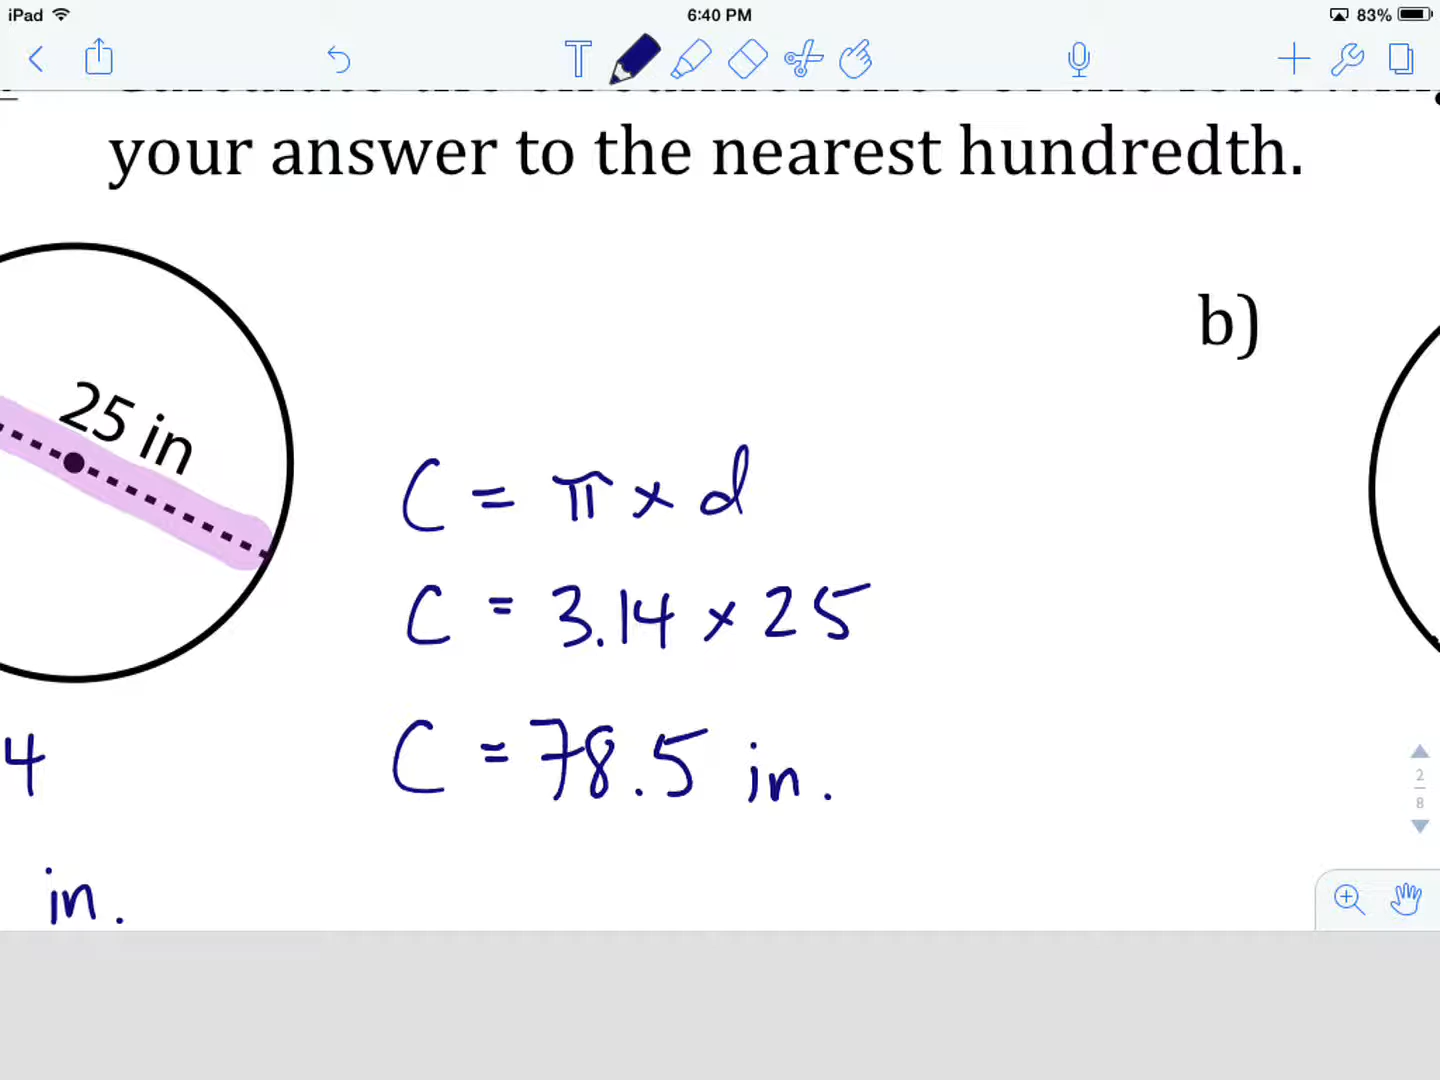 iPad 6:40 PM 83%
T
your answer to the nearest hundredth.
b)
25 in
C = π × d
C = 3.14 × 25
C = 78.5 in.
4
in.
2
8